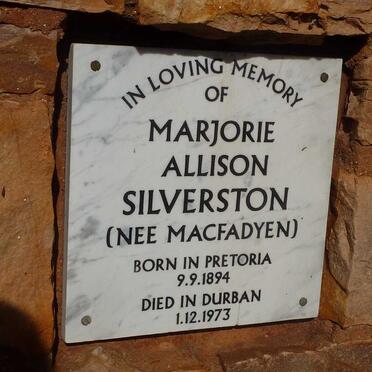 IN LOVING MEMORY
OF
MARJORIE
ALLISON
SILVERSTON
(NEE MACFADYEN)
BORN IN PRETORIA
9.9.1894
DIED IN DURBAN
1.12.1973